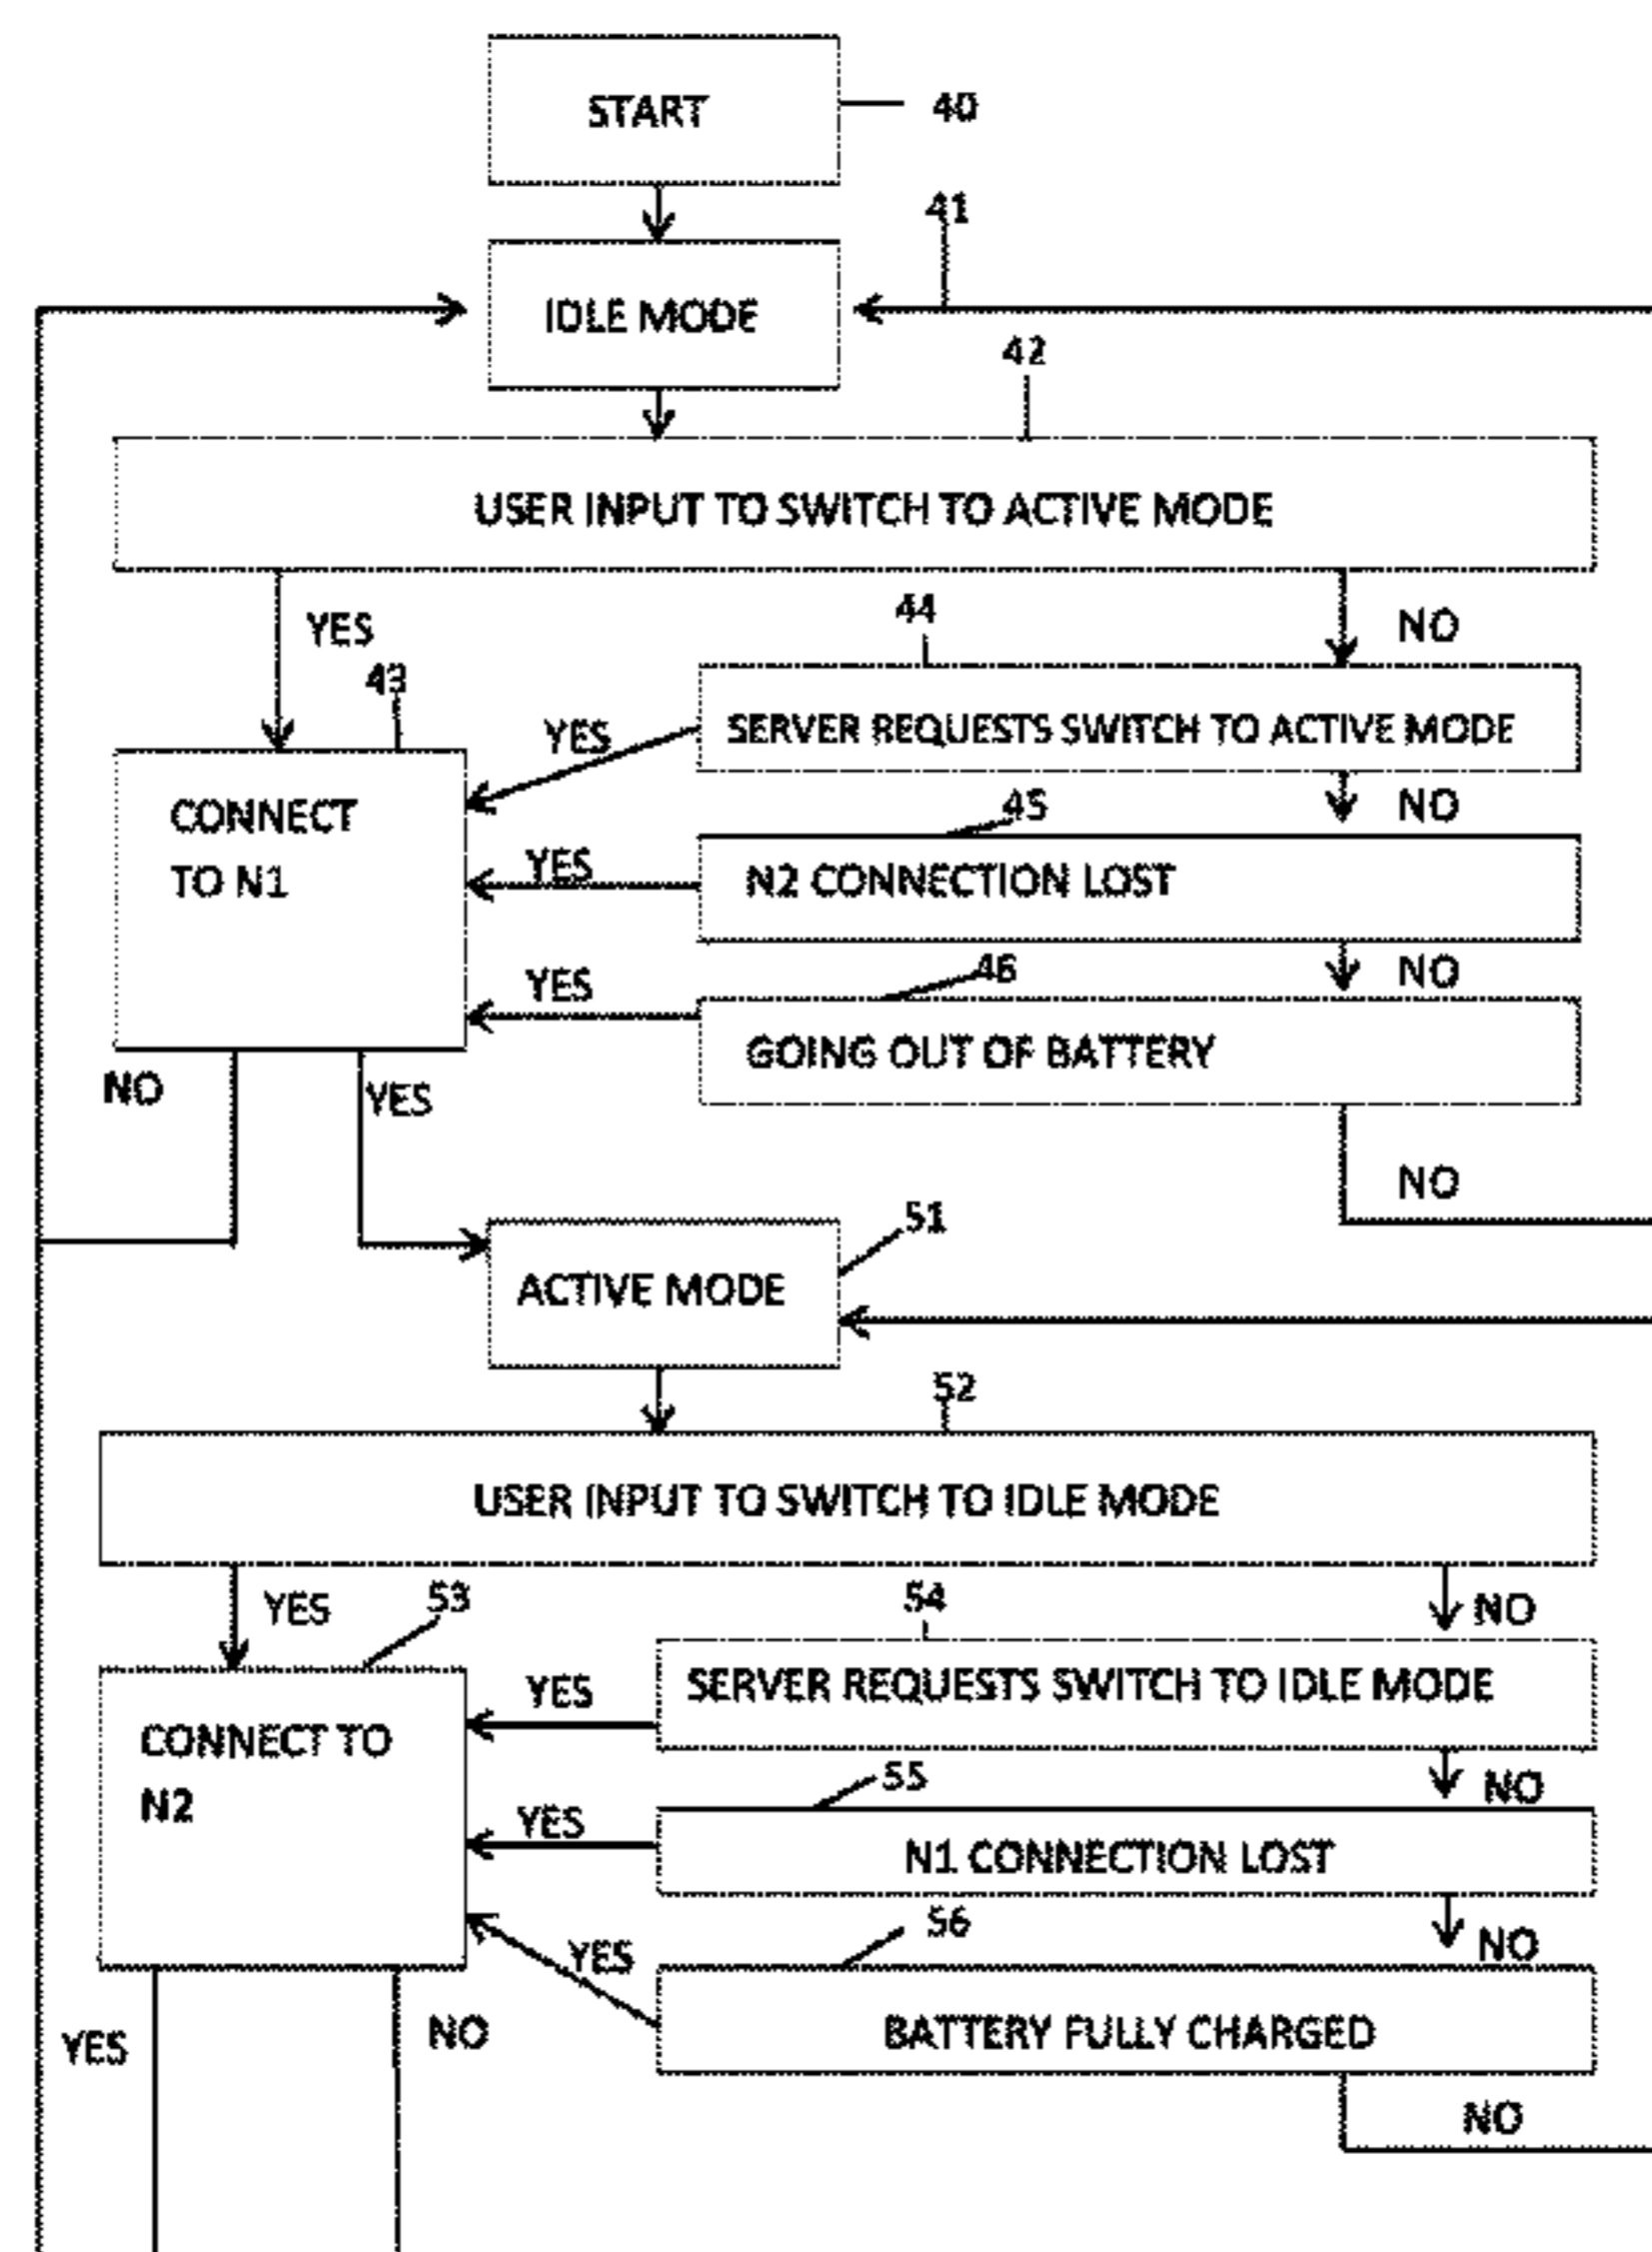 START
40
41
IDLE MODE
42
USER INPUT TO SWITCH TO ACTIVE MODE
YES
44
NO
43
YES
SERVER REQUESTS SWITCH TO ACTIVE MODE
CONNECT
TO N1
45
NO
YES
N2 CONNECTION LOST
46
NO
YES
GOING OUT OF BATTERY
NO
YES
NO
51
ACTIVE MODE
52
USER INPUT TO SWITCH TO IDLE MODE
YES
53
54
NO
YES
SERVER REQUESTS SWITCH TO IDLE MODE
CONNECT TO
N2
55
NO
YES
N1 CONNECTION LOST
56
NO
YES
BATTERY FULLY CHARGED
YES
NO
NO